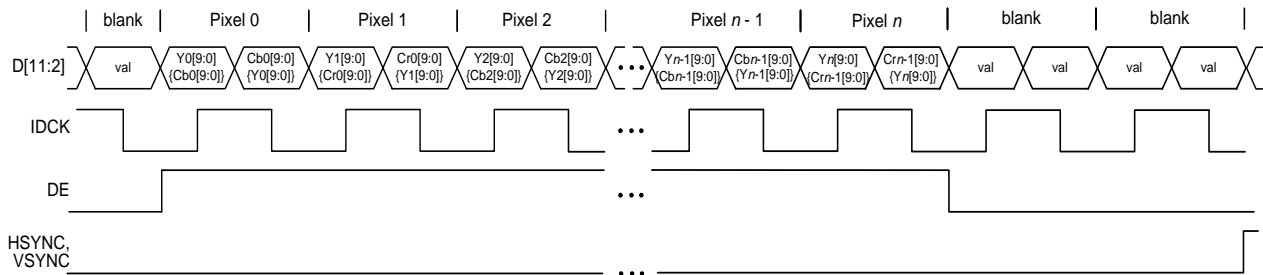 | blank | Pixel 0 | Pixel 1 | Pixel 2 | Pixel n - 1 | Pixel n | blank | blank |
D[11:2] val Y0[9:0] Cb0[9:0] Y1[9:0] Cr0[9:0] Y2[9:0] Cb2[9:0] ... Yn-1[9:0] Cbn-1[9:0] Yn[9:0] Crn-1[9:0] val val val val
{Cb0[9:0]} {Y0[9:0]} {Cr0[9:0]} {Y1[9:0]} {Cb2[9:0]} {Y2[9:0]} {Cbn-1[9:0]} {Yn-1[9:0]} {Crn-1[9:0]} {Yn[9:0]}
IDCK ...
DE ...
HSYNC,
VSYNC ...